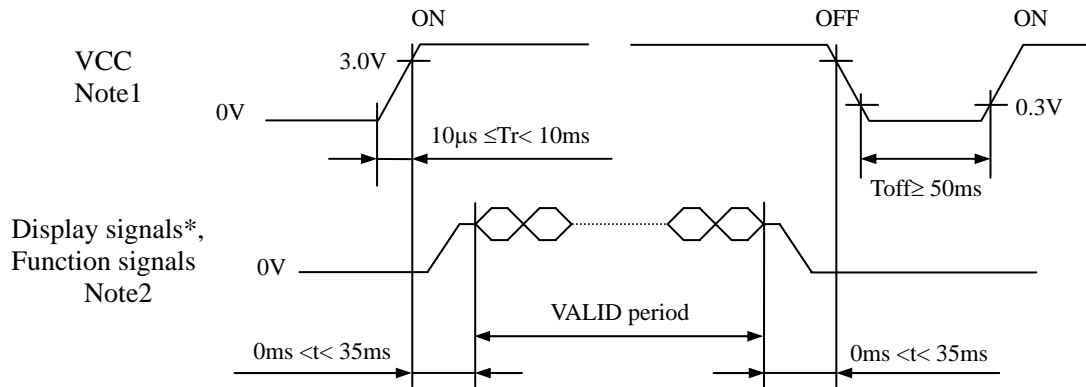 ON
OFF
ON
VCC
Note1
3.0V
0V
0.3V
10μs ≤Tr< 10ms
Toff≥ 50ms
Display signals*,
Function signals
Note2
0V
VALID period
0ms <t< 35ms
0ms <t< 35ms